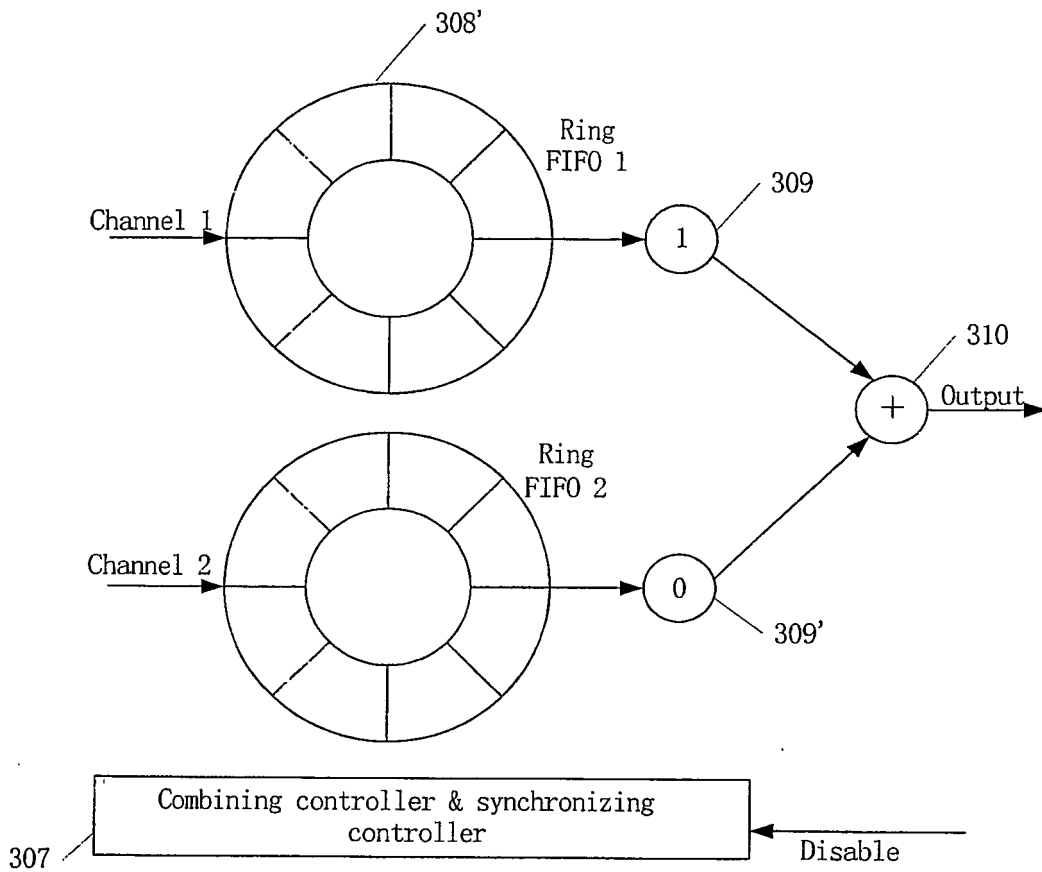 308'
Ring
FIFO 1
309
Channel 1
1
310
+
Output
Ring
FIFO 2
Channel 2
0
309'
Combining controller & synchronizing
controller
307
Disable